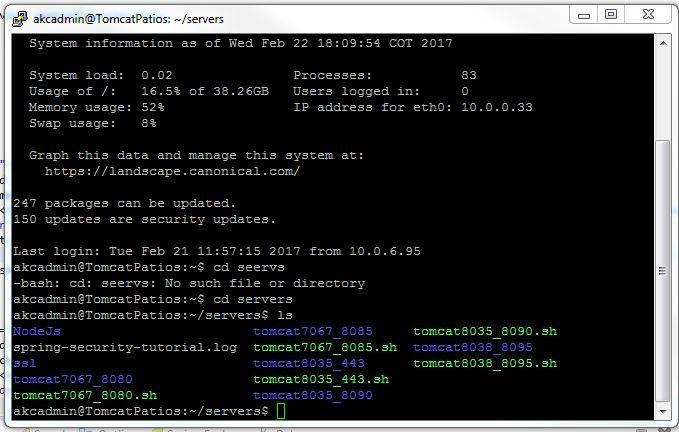 akcadmin@TomcatPatios: ~/servers
System information as of Wed Feb 22 18:09:54 COT 2017
System load: 0.02 Processes: 83
Usage of /: 16.5% of 38.26GB Users logged in: 0
Memory usage: 52% IP address for eth0: 10.0.0.33
Swap usage: 8%
Graph this data and manage this system at:
https://landscape.canonical.com/
247 packages can be updated.
150 updates are security updates.
Last login: Tue Feb 21 11:57:15 2017 from 10.0.6.95
akcadmin@TomcatPatios:~$ cd seervs
-bash: cd: seervs: No such file or directory
akcadmin@TomcatPatios:~$ cd servers
akcadmin@TomcatPatios:~/servers$ ls
NodeJs tomcat7067_8085 tomcat8035_8090.sh
spring-security-tutorial.log tomcat7067_8085.sh tomcat8038_8095
ssl tomcat8035_443 tomcat8038_8095.sh
tomcat7067_8080 tomcat8035_443.sh
tomcat7067_8080.sh tomcat8035_8090
akcadmin@TomcatPatios:~/servers$